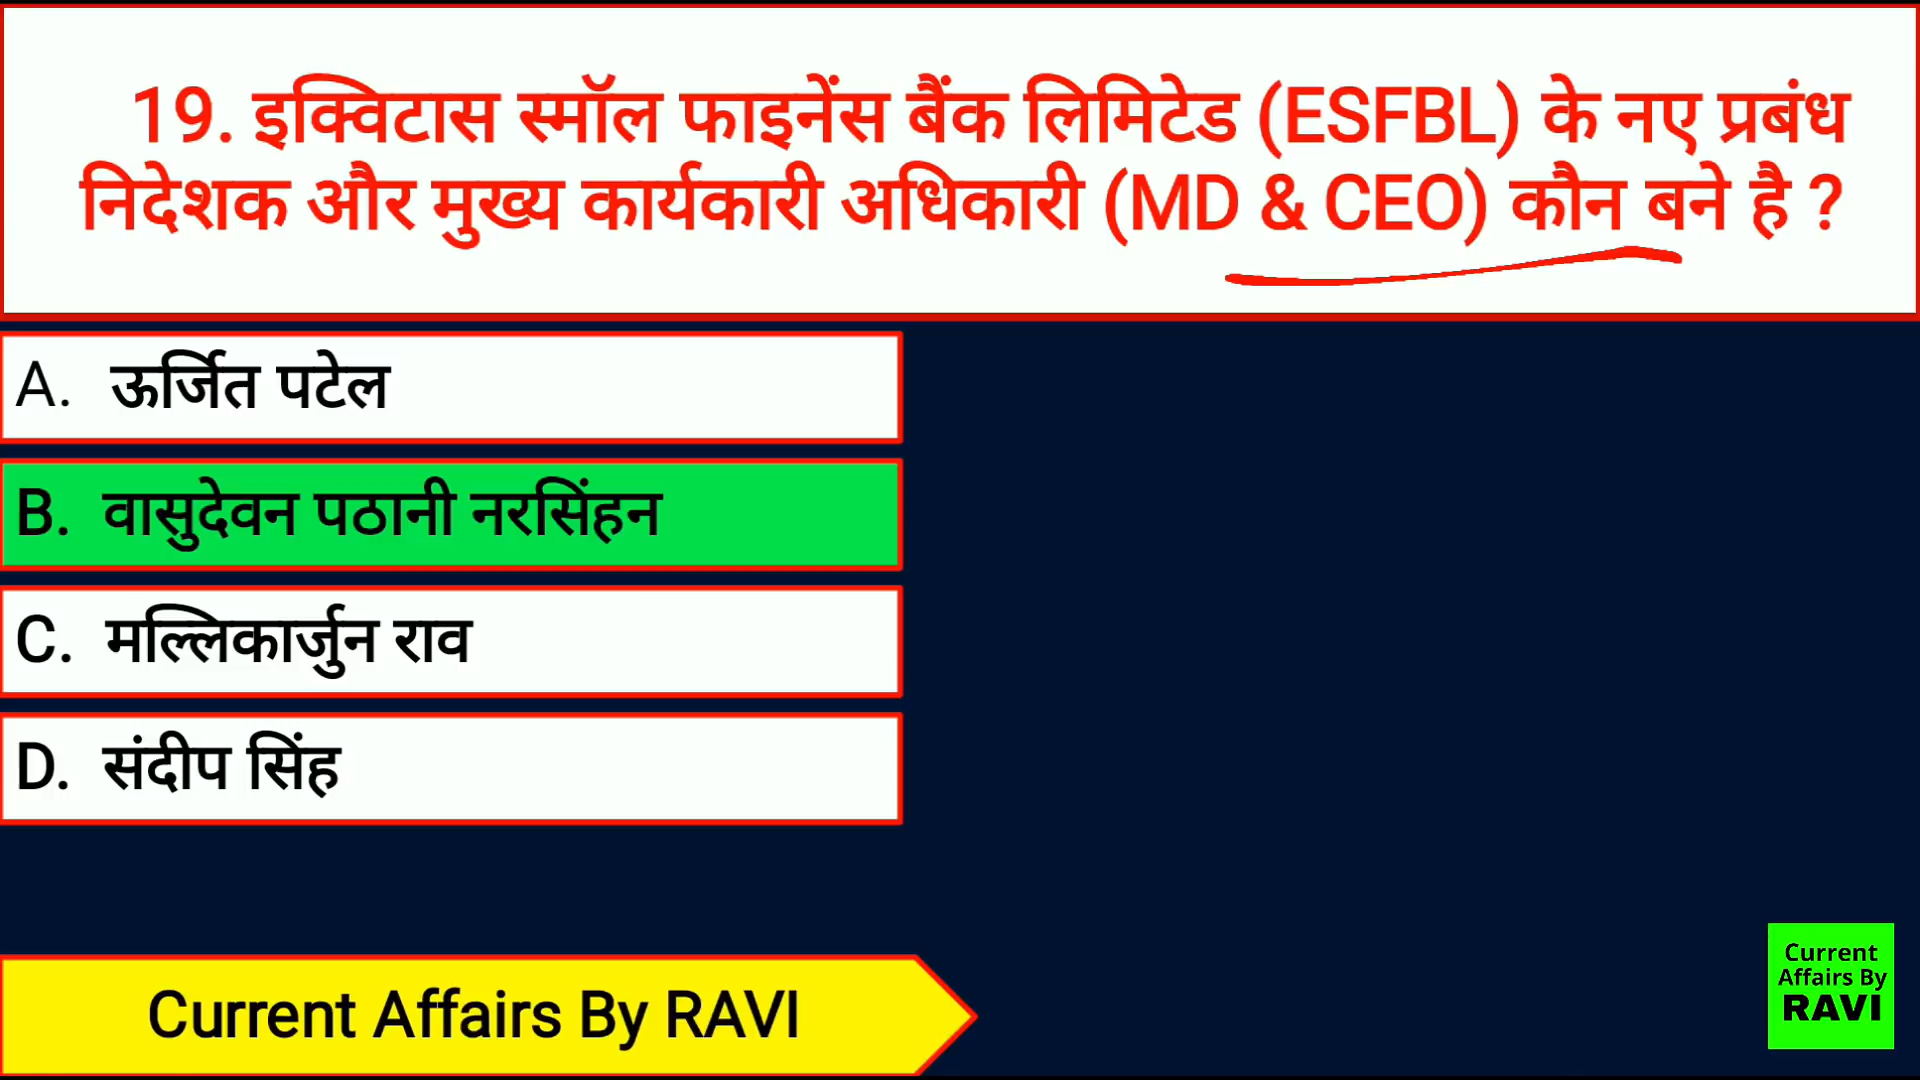 19. इक्विटास स्मॉल फाइनेंस बैंक लिमिटेड (ESFBL) के नए प्रबंध
निदेशक और मुख्य कार्यकारी अधिकारी (MD & CEO) कौन बने है ?
A. ऊर्जित पटेल
B. वासुदेवन पठानी नरसिंहन
C. मल्लिकार्जुन राव
D. संदीप सिंह
Current Affairs By RAVI
Current
Affairs By
RAVI